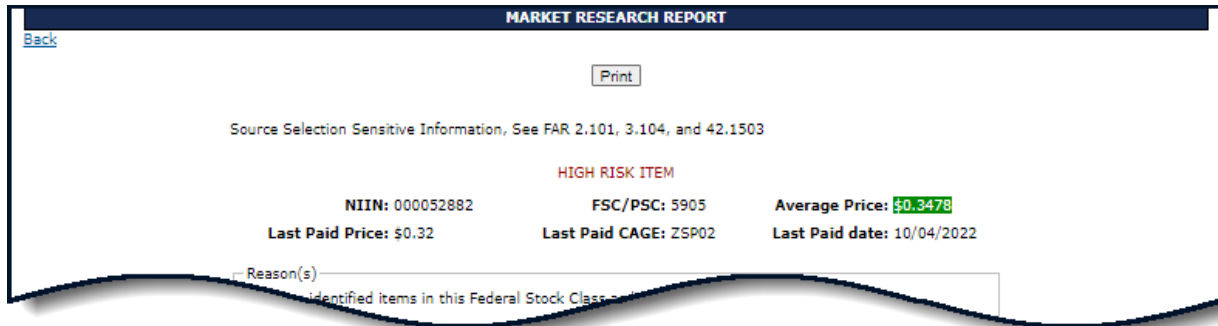 MARKET RESEARCH REPORT
Back
Print
Source Selection Sensitive Information, See FAR 2.101, 3.104, and 42.1503
HIGH RISK ITEM
NIIN: 000052882 FSC/PSC: 5905 Average Price: $0.3478
Last Paid Price: $0.32 Last Paid CAGE: ZSP02 Last Paid date: 10/04/2022
Reason(s)
identified items in this Federal Stock Class